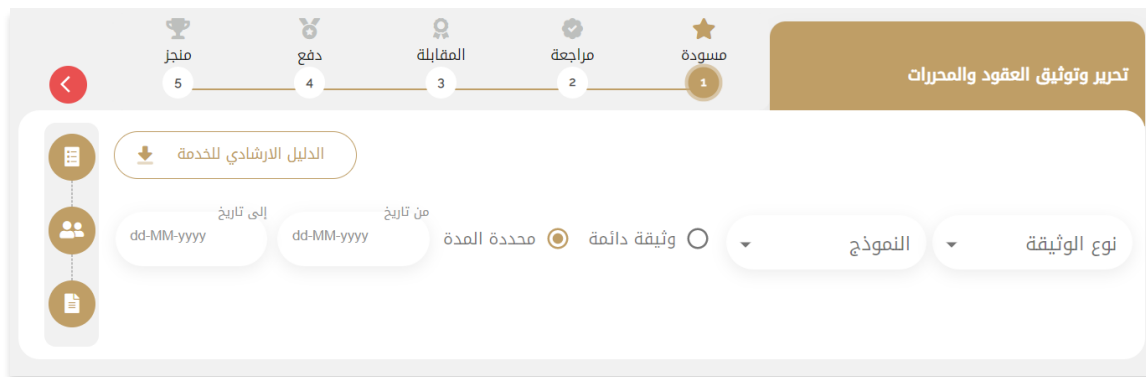 تحرير وتوثيق العقود والمحررات
مسودة
1
مراجعة
2
المقابلة
3
دفع
4
منجز
5
الدليل الارشادي للخدمة
نوع الوثيقة
النموذج
وثيقة دائمة
محددة المدة
من تاريخ
dd-MM-yyyy
إلى تاريخ
dd-MM-yyyy